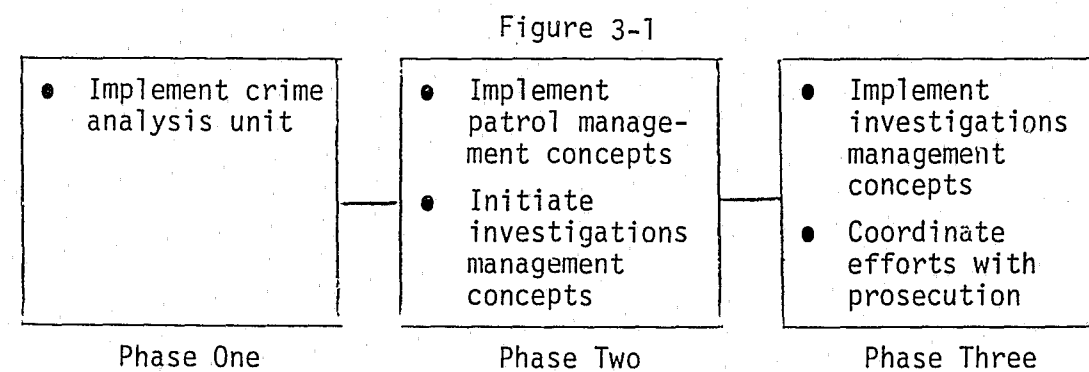 Figure 3-1
● Implement crime
analysis unit
● Implement
patrol manage-
ment concepts
● Initiate
investigations
management
concepts
● Implement
investigations
management
concepts
● Coordinate
efforts with
prosecution
Phase One
Phase Two
Phase Three